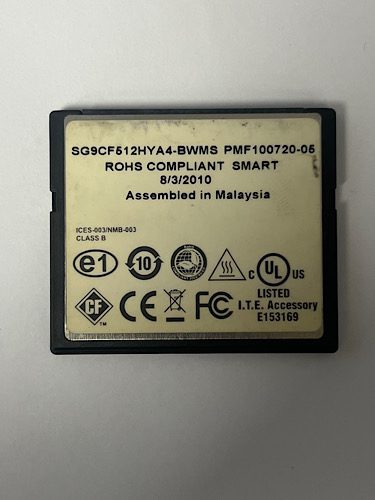 SG9CF512HYA4-BWMS PMF100720-05
ROHS COMPLIANT SMART
8/3/2010
Assembled in Malaysia
ICES-003/NMB-003
CLASS B
e1 10 C UL US
LISTED
I.T.E. Accessory
E153169
CF TM CE FC